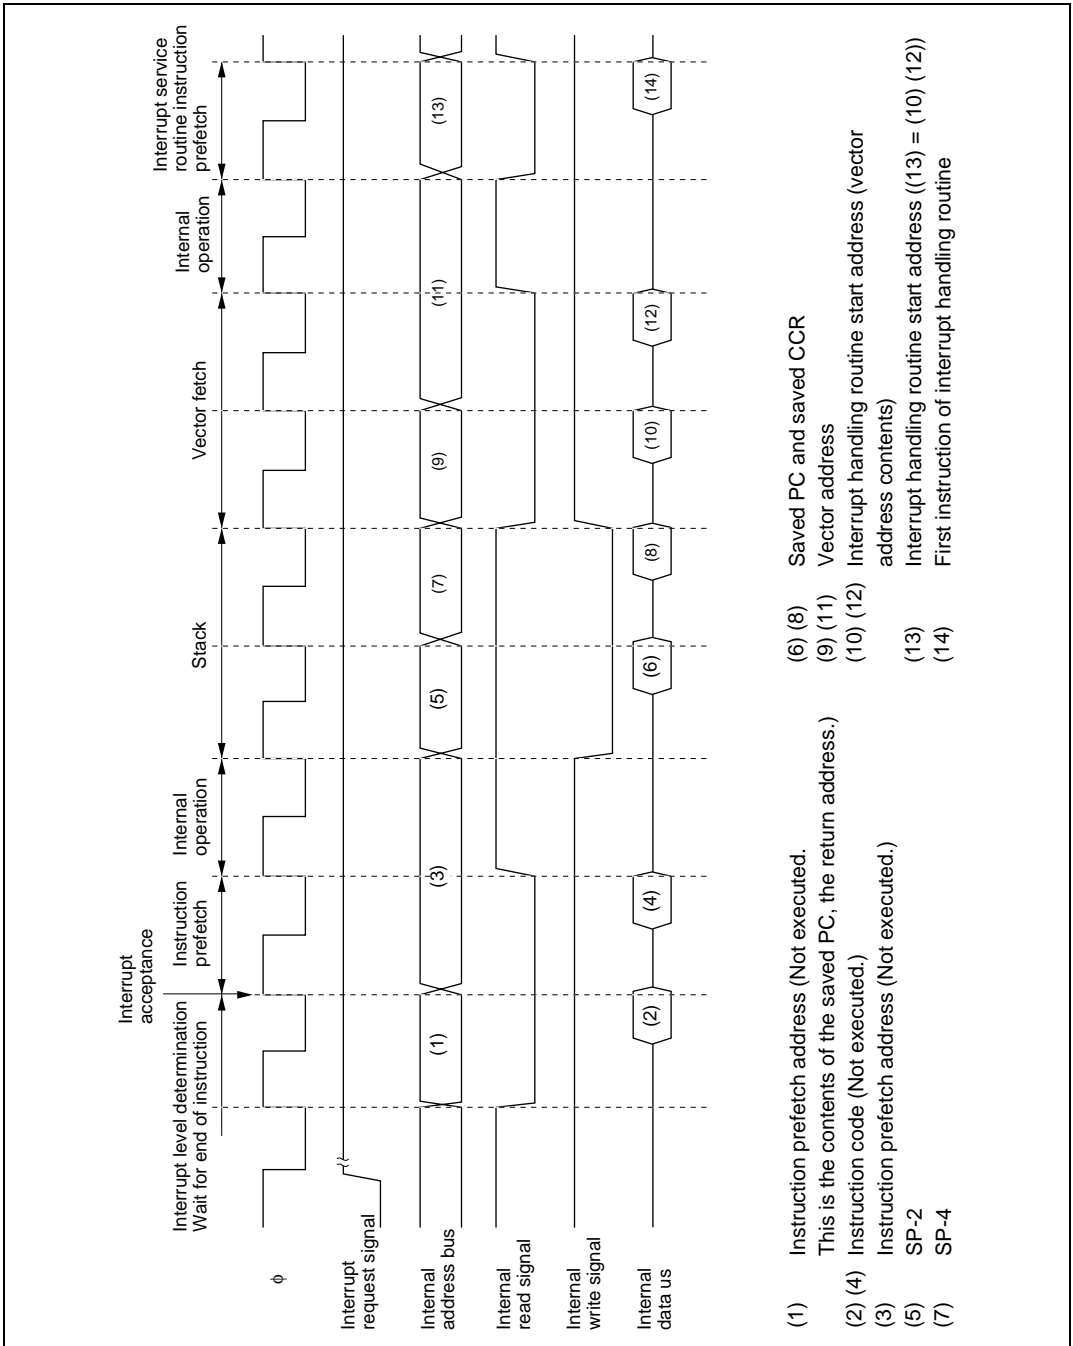 Interrupt
acceptance
Interrupt level determination
Wait for end of instruction
Instruction
prefetch
Internal
operation
Stack
Vector fetch
Internal
operation
Interrupt service
routine instruction
prefetch
ϕ
Interrupt
request signal
Internal
address bus
(1)
(3)
(5)
(7)
(9)
(11)
(13)
Internal
read signal
Internal
write signal
Internal
data us
(2)
(4)
(6)
(8)
(10)
(12)
(14)
(1) Instruction prefetch address (Not executed.
This is the contents of the saved PC, the return address.)
(2) (4) Instruction code (Not executed.)
(3) Instruction prefetch address (Not executed.)
(5) SP-2
(7) SP-4
(6) (8) Saved PC and saved CCR
(9) (11) Vector address
(10) (12) Interrupt handling routine start address (vector
address contents)
(13) Interrupt handling routine start address ((13) = (10) (12))
(14) First instruction of interrupt handling routine